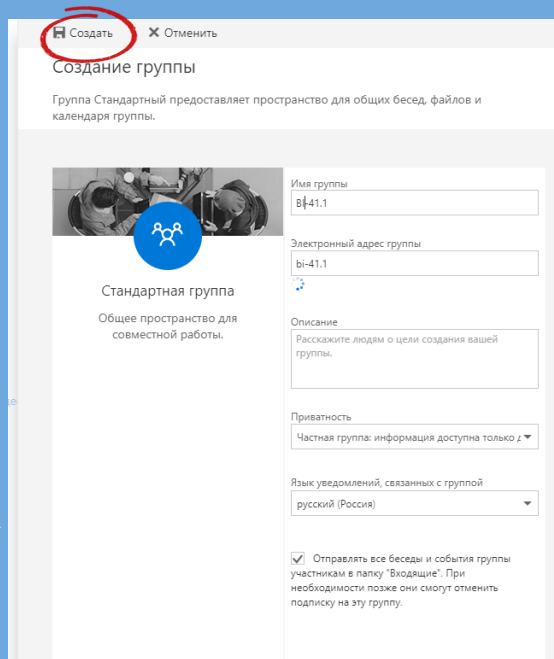 Создать Отменить
Создание группы
Группа Стандартный предоставляет пространство для общих бесед, файлов и
календаря группы.
Стандартная группа
Общее пространство для
совместной работы.
Имя группы
BI-41.1
Электронный адрес группы
bi-41.1
Описание
Расскажите людям о цели создания вашей
группы.
Приватность
Частная группа: информация доступна только
Язык уведомлений, связанных с группой
русский (Россия)
Отправлять все беседы и события группы
участникам в папку "Входящие". При
необходимости позже они смогут отменить
подписку на эту группу.